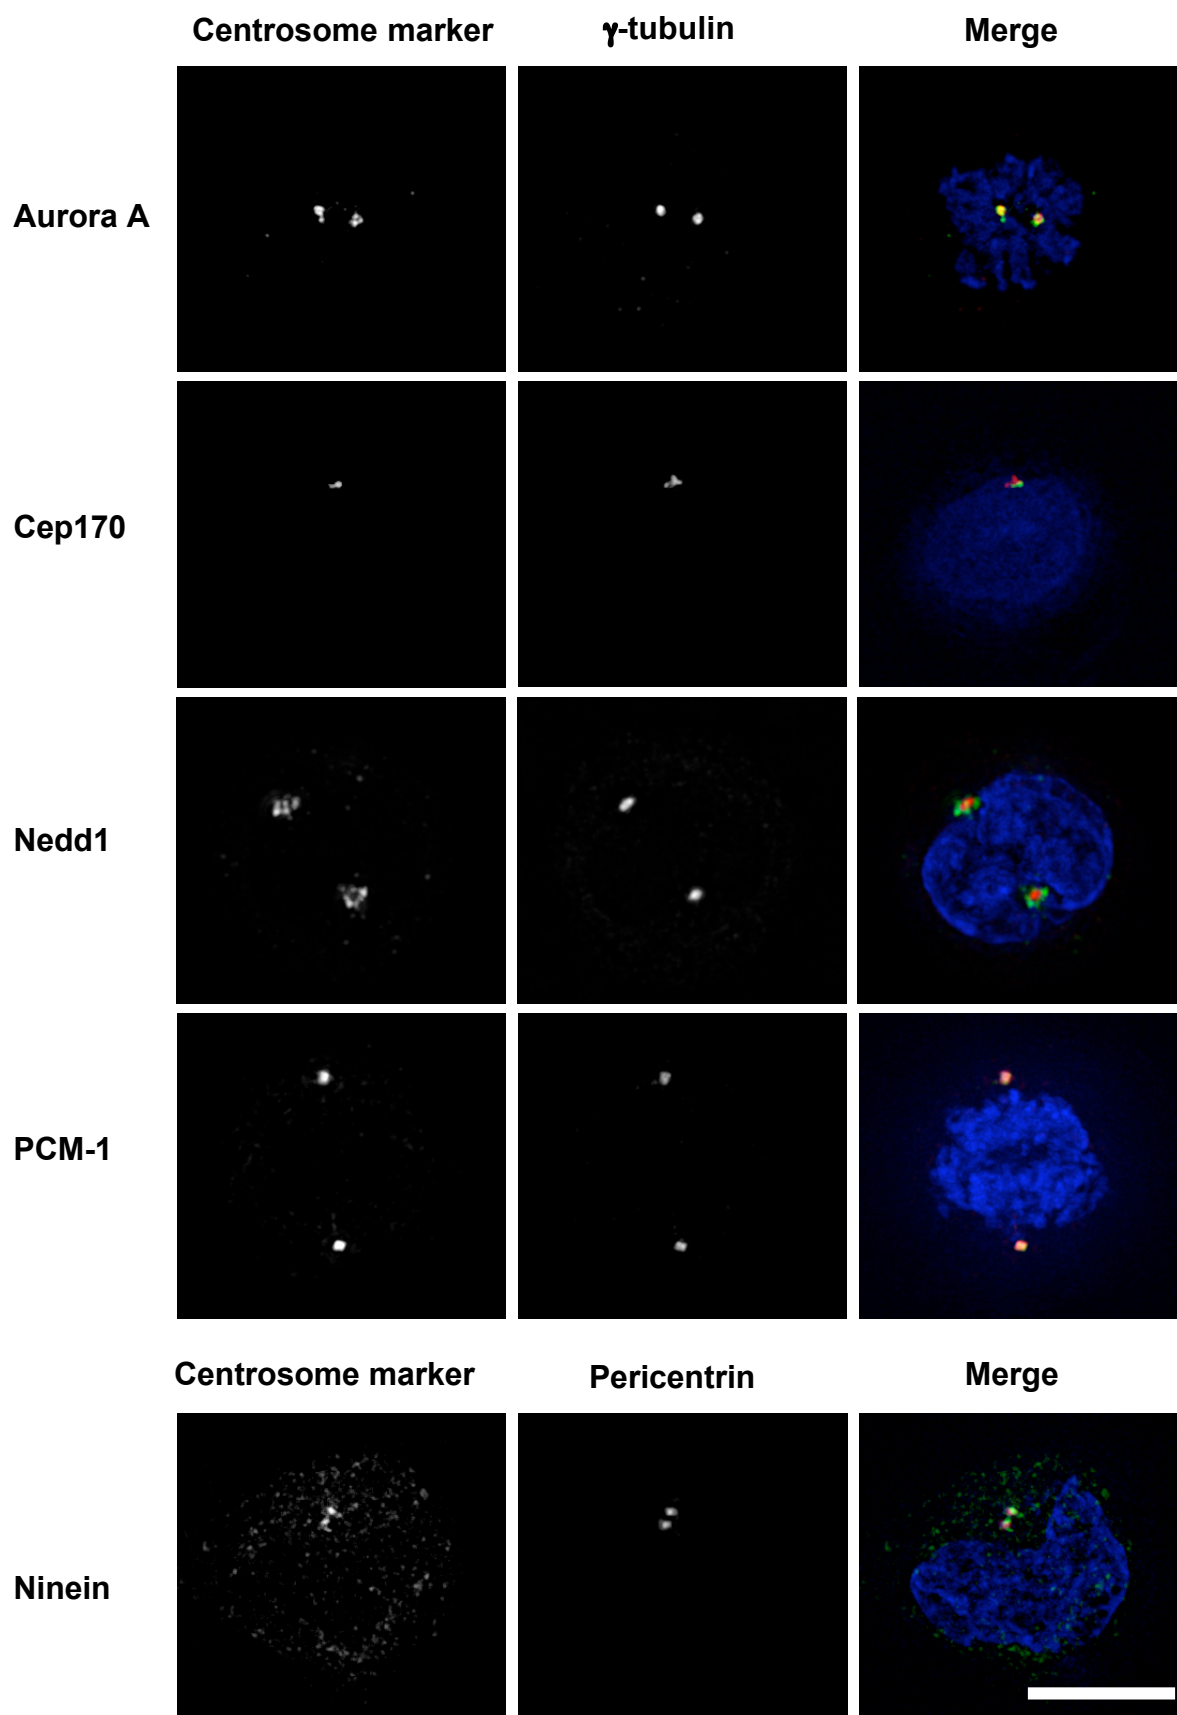 Centrosome marker γ-tubulin Merge
Aurora A
Cep170
Nedd1
PCM-1
Centrosome marker Pericentrin Merge
Ninein